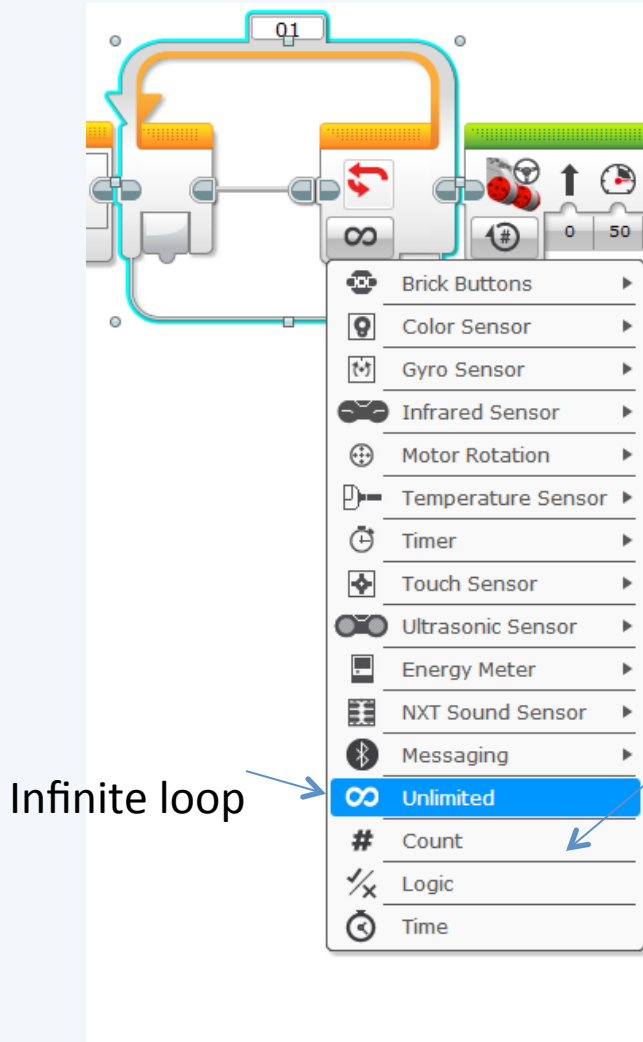 01
#
0
50
Brick Buttons
Color Sensor
Gyro Sensor
Infrared Sensor
Motor Rotation
Temperature Sensor
Timer
Touch Sensor
Ultrasonic Sensor
Energy Meter
NXT Sound Sensor
Messaging
Infinite loop
Unlimited
# Count
Logic
Time